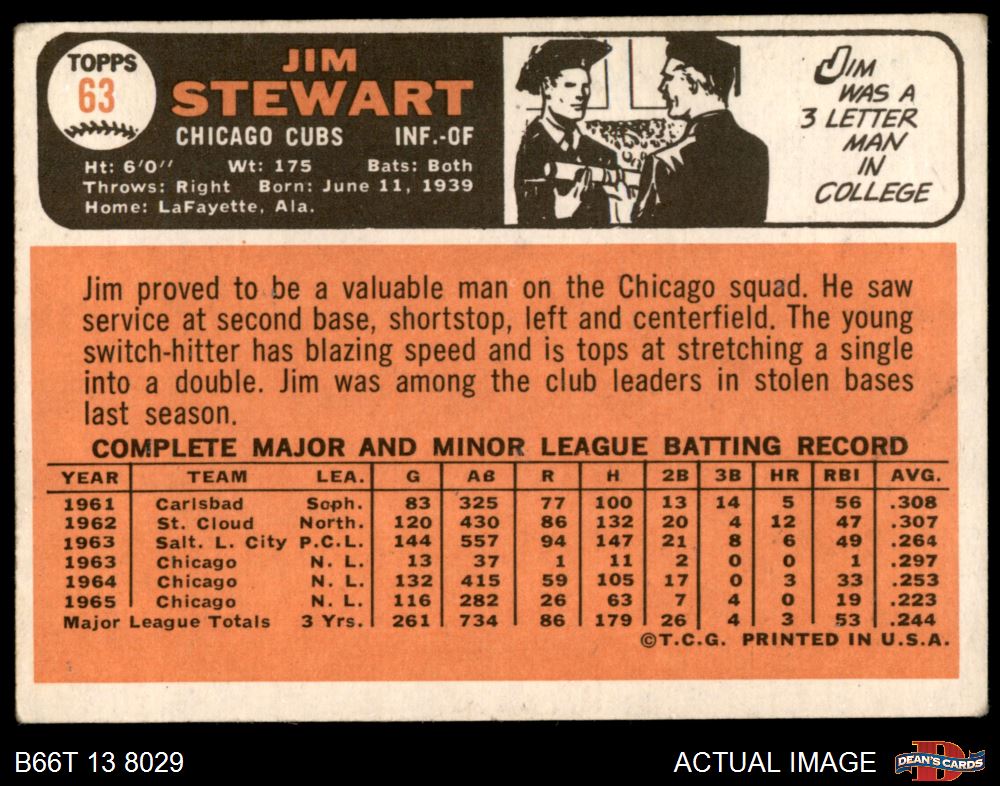 TOPPS
63
JIM
STEWART
CHICAGO CUBS INF.-OF
Ht: 6'0'' Wt: 175 Bats: Both
Throws: Right Born: June 11, 1939
Home: LaFayette, Ala.
JIM
WAS A
3 LETTER
MAN
IN
COLLEGE
Jim proved to be a valuable man on the Chicago squad. He saw
service at second base, shortstop, left and centerfield. The young
switch-hitter has blazing speed and is tops at stretching a single
into a double. Jim was among the club leaders in stolen bases
last season.
COMPLETE MAJOR AND MINOR LEAGUE BATTING RECORD
YEAR TEAM LEA. G AB R H 2B 3B HR RBI AVG.
1961 Carlsbad Soph. 83 325 77 100 13 14 5 56 .308
1962 St. Cloud North. 120 430 86 132 20 4 12 47 .307
1963 Salt. L. City P.C.L. 144 557 94 147 21 8 6 49 .264
1963 Chicago N. L. 13 37 1 11 2 0 0 1 .297
1964 Chicago N. L. 132 415 59 105 17 0 3 33 .253
1965 Chicago N. L. 116 282 26 63 7 4 0 19 .223
Major League Totals 3 Yrs. 261 734 86 179 26 4 3 53 .244
©T.C.G. PRINTED IN U.S.A.
B66T 13 8029 ACTUAL IMAGE
DEAN'S CARDS